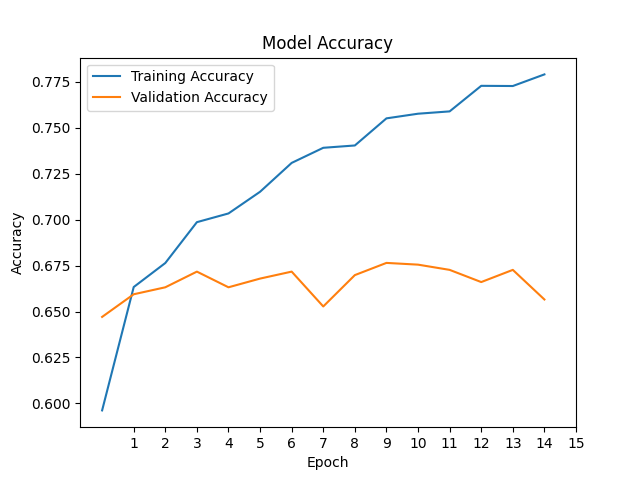 Model Accuracy
Training Accuracy
Validation Accuracy
0.775
0.750
0.725
0.700
0.675
0.650
0.625
0.600
Accuracy
1 2 3 4 5 6 7 8 9 10 11 12 13 14 15
Epoch